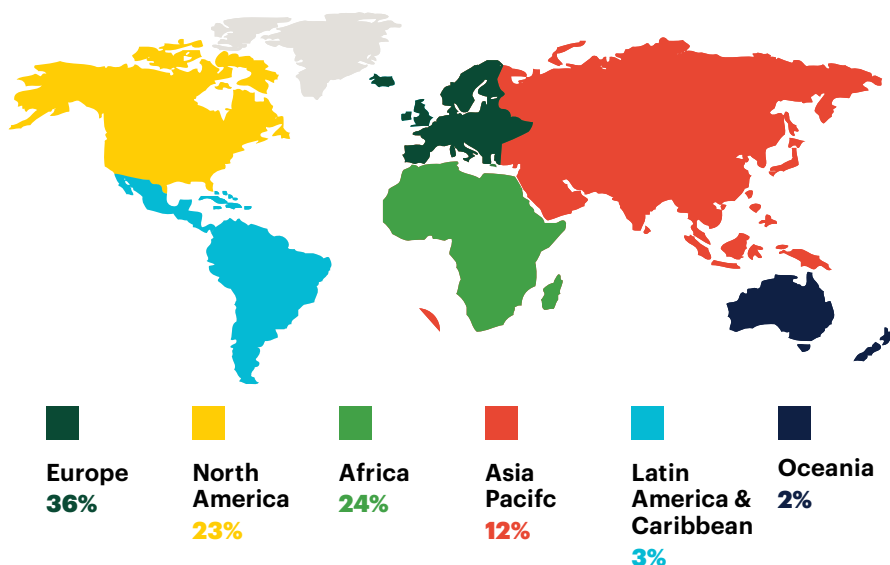 Europe
36%
North
America
23%
Africa
24%
Asia
Pacifc
12%
Latin
America &
Caribbean
3%
Oceania
2%